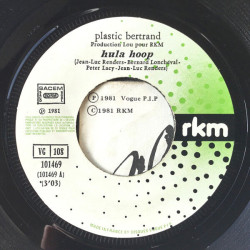 plastic bertrand
Production Lou pour RKM
hula hoop
(Jean-Luc Renders-Bernard Loncheval-
Peter Lacy-Jean-Luc Renders)
SACEM
© 1981
Ⓟ 1981 Vogue P.I.P
© 1981 RKM
rkm
VG 108
101469
(101469 A)
(3'03)